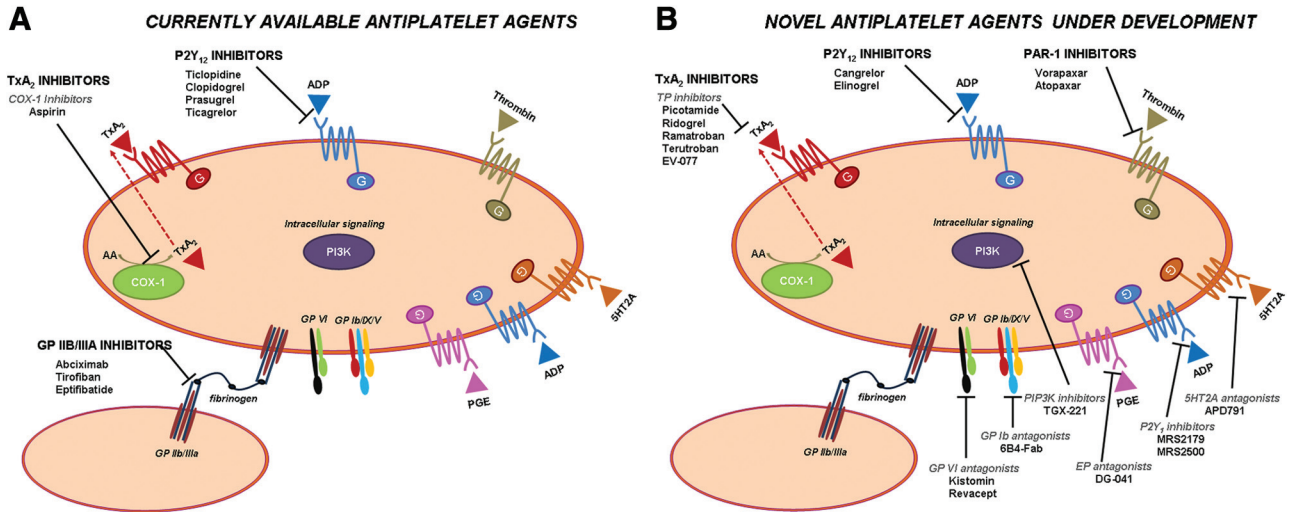 A
CURRENTLY AVAILABLE ANTIPLATELET AGENTS
P2Y12 INHIBITORS
Ticlopidine
Clopidogrel
Prasugrel
Ticagrelor
ADP
TxA2 INHIBITORS
COX-1 Inhibitors
Aspirin
TxA2
Thrombin
G
G
G
Intracellular signaling
PI3K
AA
TxA2
COX-1
G
5HT2A
G
ADP
G
PGE
GP VI
GP Ib/IX/V
GP IIB/IIIA INHIBITORS
Abciximab
Tirofiban
Eptifibatide
fibrinogen
GP IIb/IIIa
B
NOVEL ANTIPLATELET AGENTS UNDER DEVELOPMENT
P2Y12 INHIBITORS
Cangrelor
Elinogrel
ADP
PAR-1 INHIBITORS
Vorapaxar
Atopaxar
Thrombin
TxA2 INHIBITORS
TP inhibitors
Picotamide
Ridogrel
Ramatroban
Terutroban
EV-077
TxA2
G
G
G
Intracellular signaling
PI3K
AA
TxA2
COX-1
G
5HT2A
G
ADP
G
PGE
GP VI
GP Ib/IX/V
fibrinogen
GP IIb/IIIa
PIP3K inhibitors
TGX-221
5HT2A antagonists
APD791
P2Y1 inhibitors
MRS2179
MRS2500
GP Ib antagonists
6B4-Fab
EP antagonists
DG-041
GP VI antagonists
Kistomin
Revacept